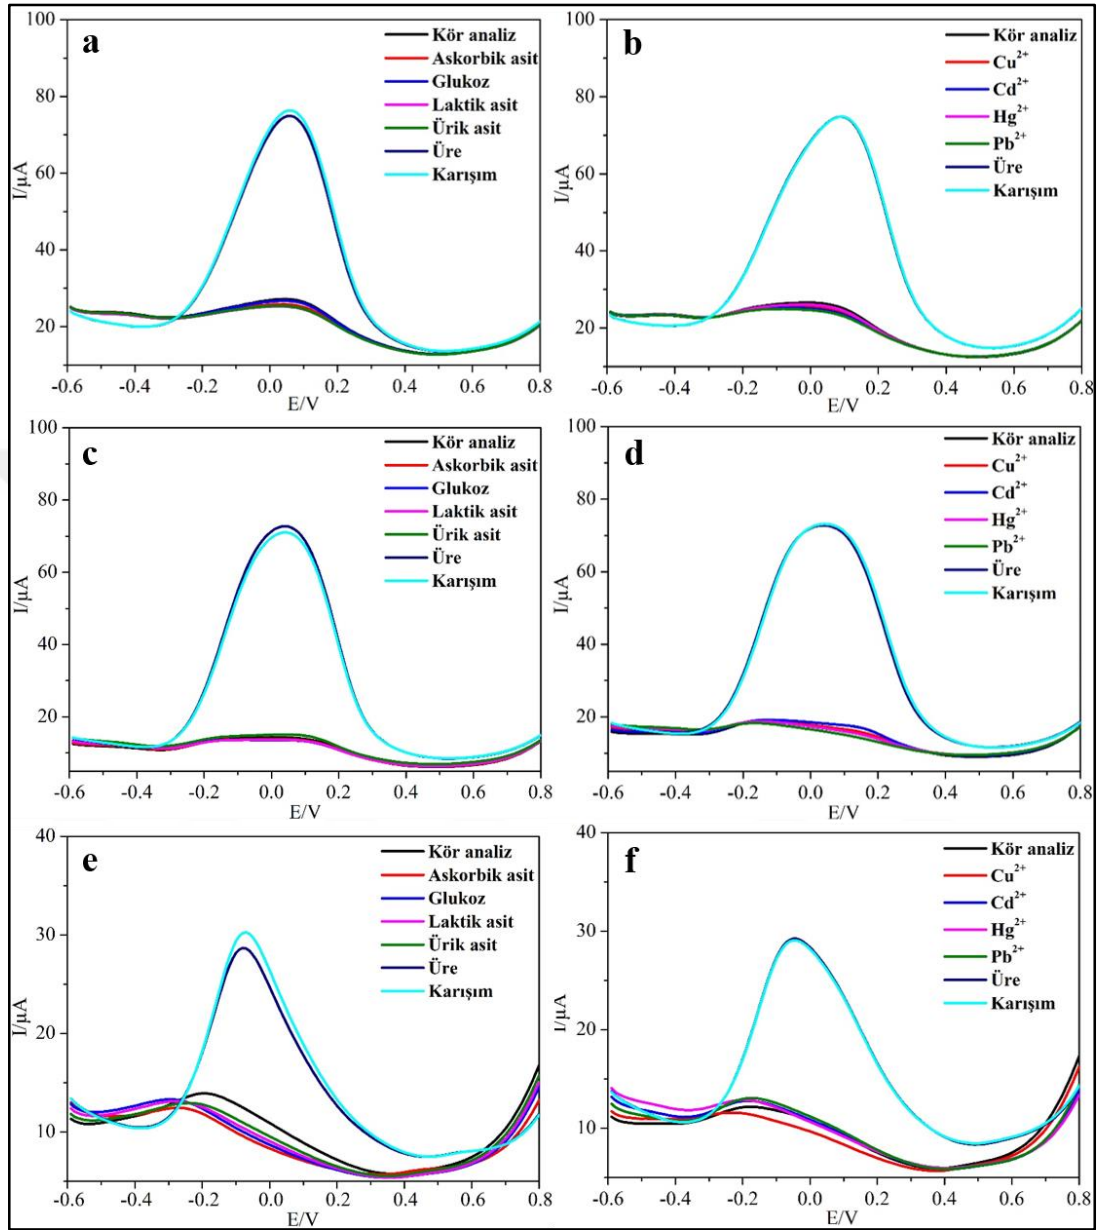 a
100
80
60
40
20
I/µA
-0.6 -0.4 -0.2 0.0 0.2 0.4 0.6 0.8
E/V
Kör analiz
Askorbik asit
Glukoz
Laktik asit
Ürik asit
Üre
Karışım
b
100
80
60
40
20
I/µA
-0.6 -0.4 -0.2 0.0 0.2 0.4 0.6 0.8
E/V
Kör analiz
Cu²⁺
Cd²⁺
Hg²⁺
Pb²⁺
Üre
Karışım
c
100
80
60
40
20
I/µA
-0.6 -0.4 -0.2 0.0 0.2 0.4 0.6 0.8
E/V
Kör analiz
Askorbik asit
Glukoz
Laktik asit
Ürik asit
Üre
Karışım
d
100
80
60
40
20
I/µA
-0.6 -0.4 -0.2 0.0 0.2 0.4 0.6 0.8
E/V
Kör analiz
Cu²⁺
Cd²⁺
Hg²⁺
Pb²⁺
Üre
Karışım
e
40
30
20
10
I/µA
-0.6 -0.4 -0.2 0.0 0.2 0.4 0.6 0.8
E/V
Kör analiz
Askorbik asit
Glukoz
Laktik asit
Ürik asit
Üre
Karışım
f
40
30
20
10
I/µA
-0.6 -0.4 -0.2 0.0 0.2 0.4 0.6 0.8
E/V
Kör analiz
Cu²⁺
Cd²⁺
Hg²⁺
Pb²⁺
Üre
Karışım